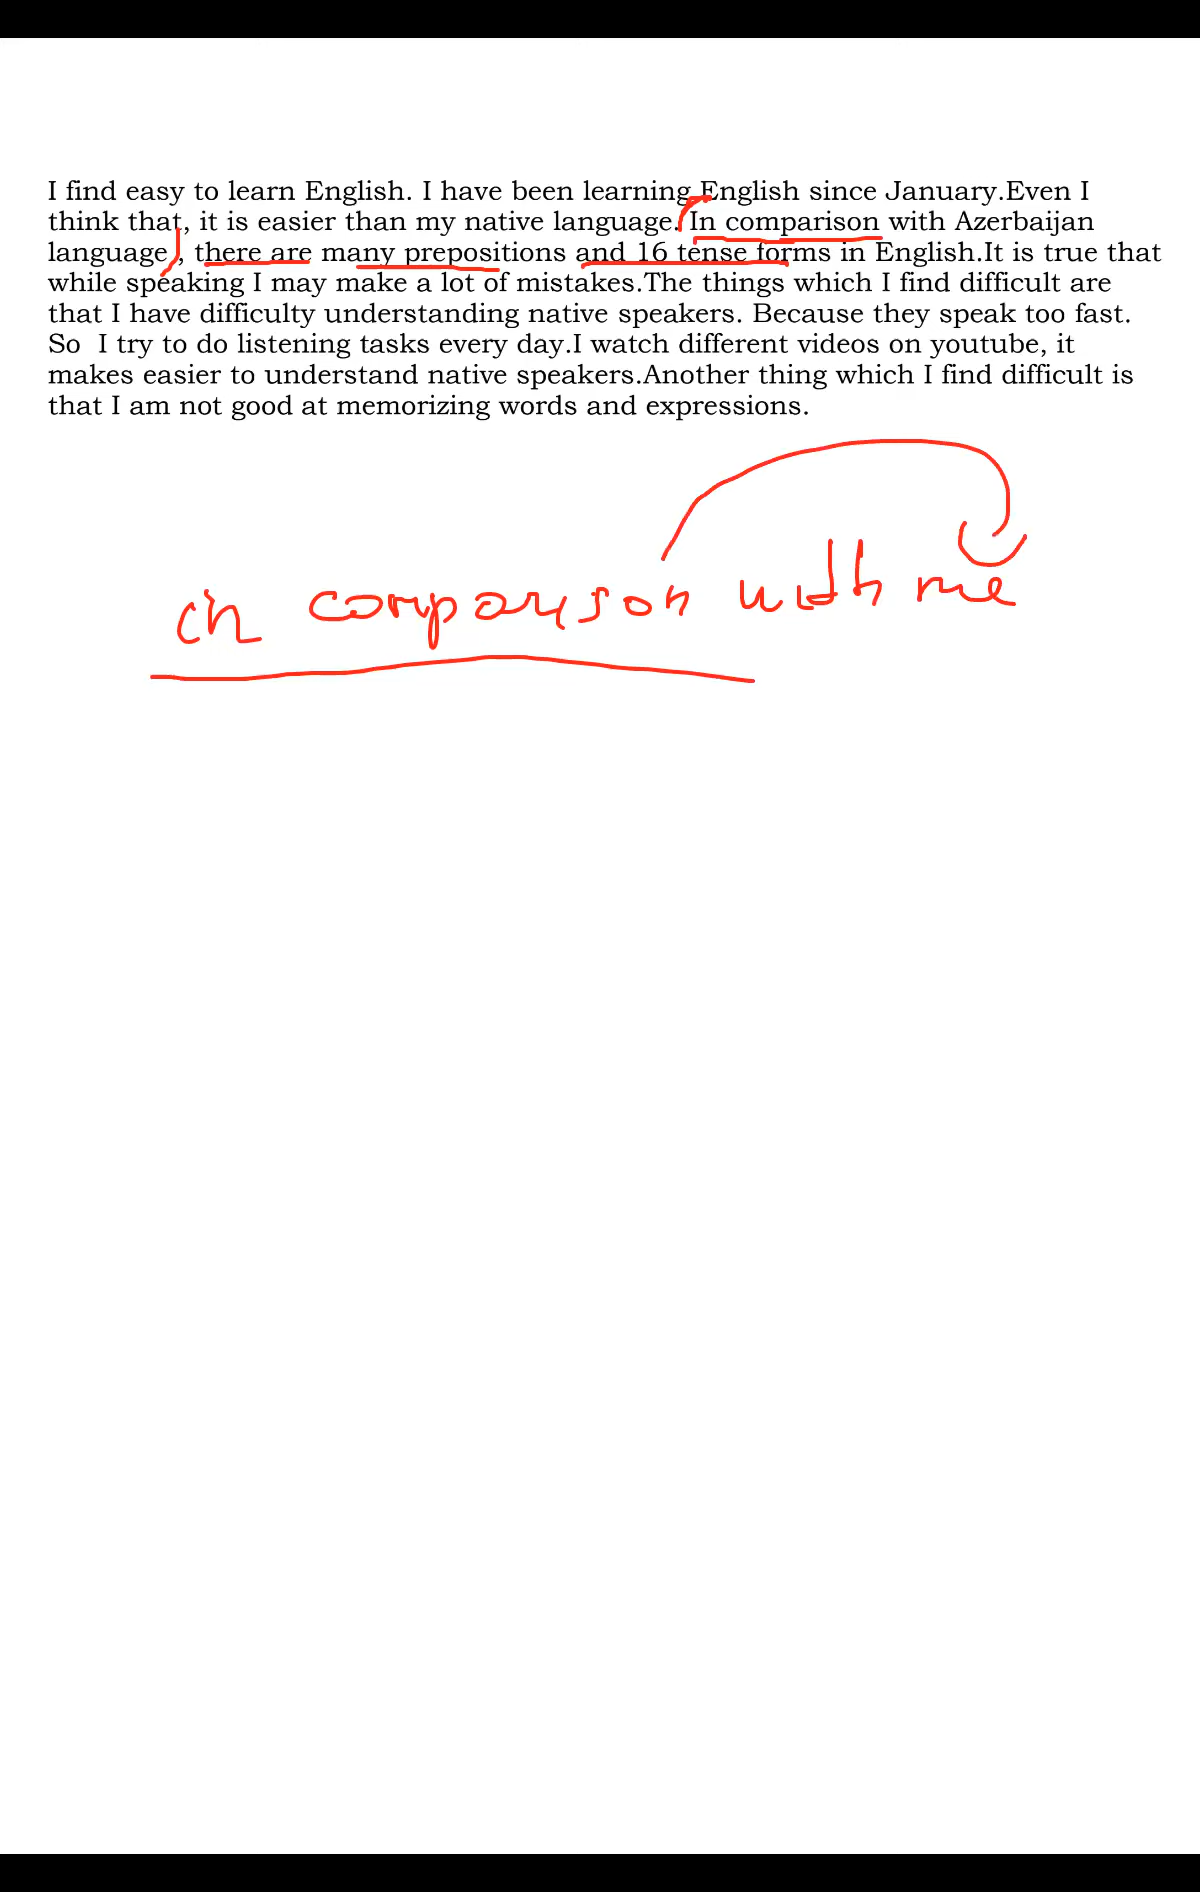 I find easy to learn English. I have been learning English since January.Even I
think that, it is easier than my native language. In comparison with Azerbaijan
language , there are many prepositions and 16 tense forms in English.It is true that
while speaking I may make a lot of mistakes.The things which I find difficult are
that I have difficulty understanding native speakers. Because they speak too fast.
So  I try to do listening tasks every day.I watch different videos on youtube, it
makes easier to understand native speakers.Another thing which I find difficult is
that I am not good at memorizing words and expressions.
in comparison with me